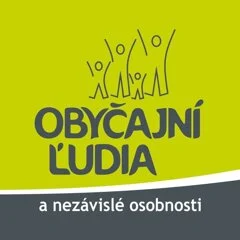 OBYČAJNÍ
ĽUDIA
a nezávislé osobnosti